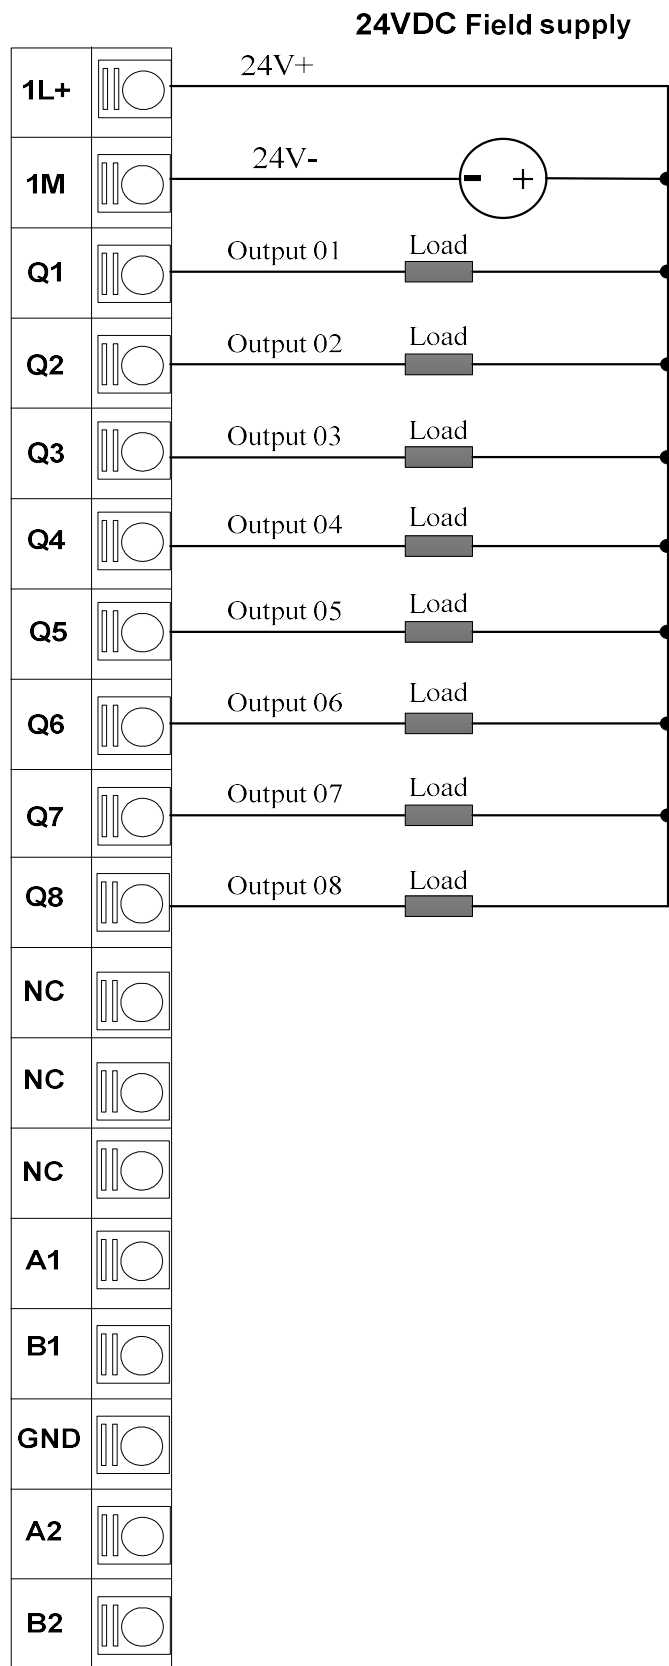 24VDC Field supply
1L+ 24V+
1M 24V- - +
Q1 Output 01 Load
Q2 Output 02 Load
Q3 Output 03 Load
Q4 Output 04 Load
Q5 Output 05 Load
Q6 Output 06 Load
Q7 Output 07 Load
Q8 Output 08 Load
NC
NC
NC
A1
B1
GND
A2
B2